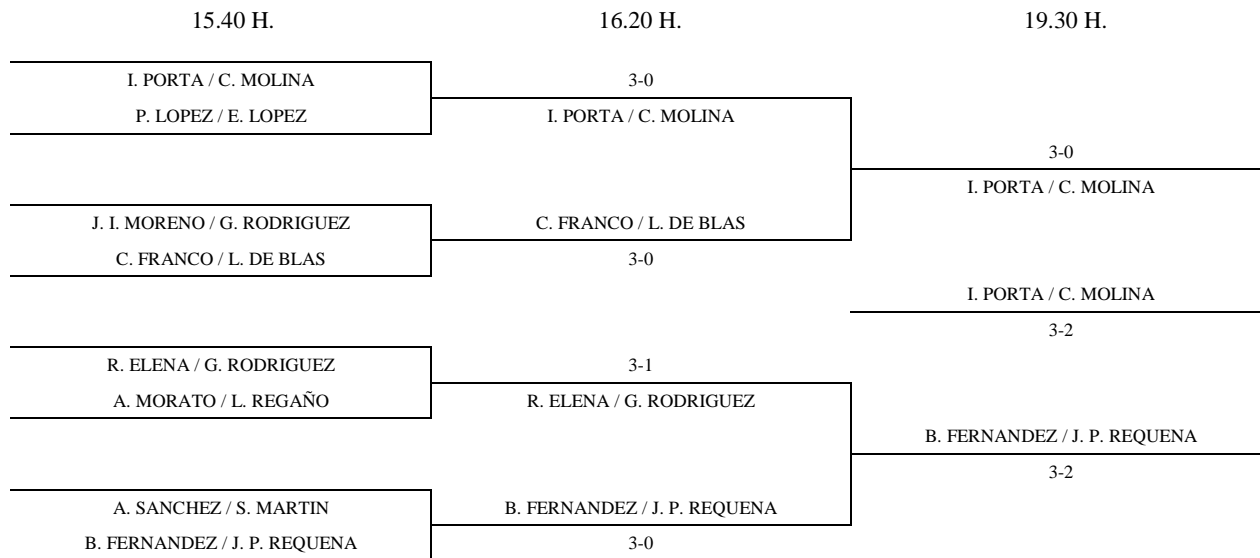 15.40 H.
16.20 H.
19.30 H.
I. PORTA / C. MOLINA
3-0
P. LOPEZ / E. LOPEZ
I. PORTA / C. MOLINA
3-0
I. PORTA / C. MOLINA
J. I. MORENO / G. RODRIGUEZ
C. FRANCO / L. DE BLAS
C. FRANCO / L. DE BLAS
3-0
I. PORTA / C. MOLINA
3-2
R. ELENA / G. RODRIGUEZ
3-1
A. MORATO / L. REGAÑO
R. ELENA / G. RODRIGUEZ
B. FERNANDEZ / J. P. REQUENA
3-2
A. SANCHEZ / S. MARTIN
B. FERNANDEZ / J. P. REQUENA
B. FERNANDEZ / J. P. REQUENA
3-0